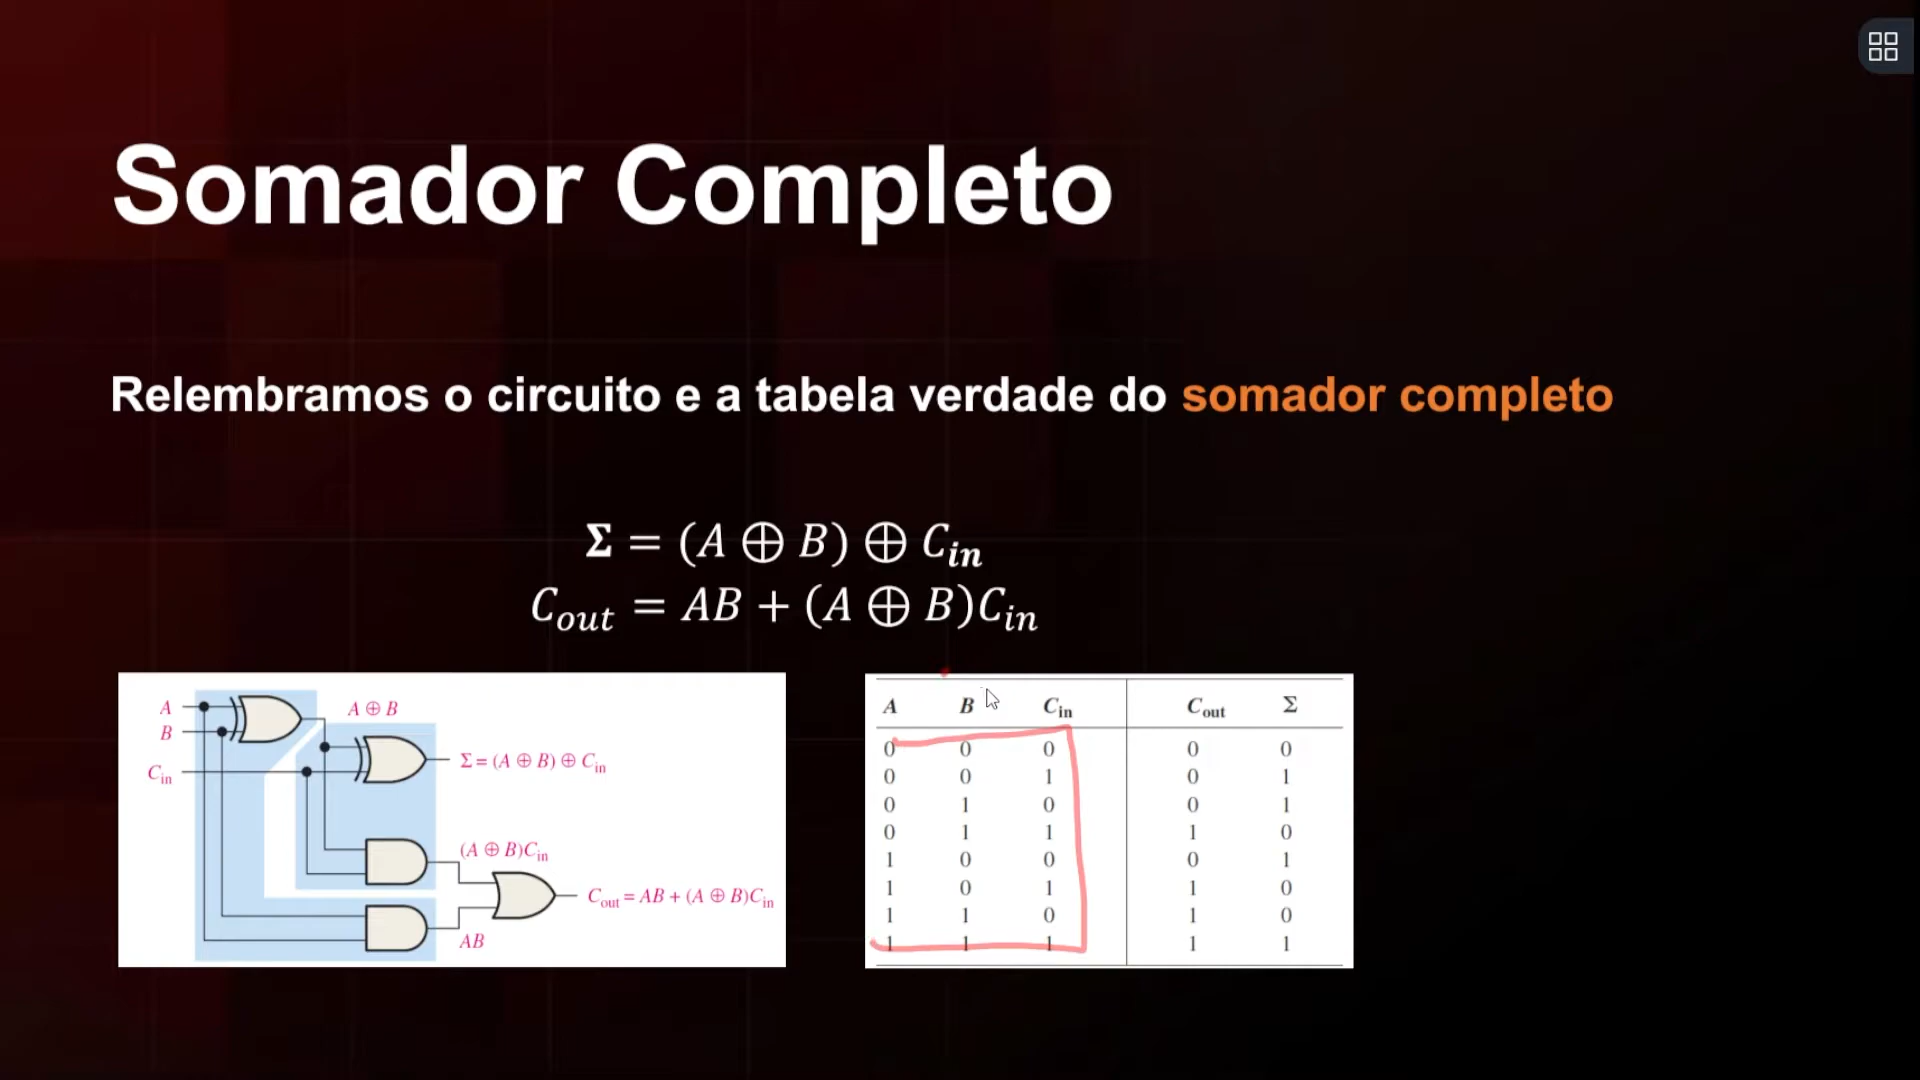 Somador Completo
Relembramos o circuito e a tabela verdade do somador completo
Σ = (A ⊕ B) ⊕ Cin
Cout = AB + (A ⊕ B)Cin
A
B
Cin
A ⊕ B
Σ = (A ⊕ B) ⊕ Cin
(A ⊕ B)Cin
Cout = AB + (A ⊕ B)Cin
AB
A B Cin Cout Σ
0 0 0 0 0
0 0 1 0 1
0 1 0 0 1
0 1 1 1 0
1 0 0 0 1
1 0 1 1 0
1 1 0 1 0
1 1 1 1 1